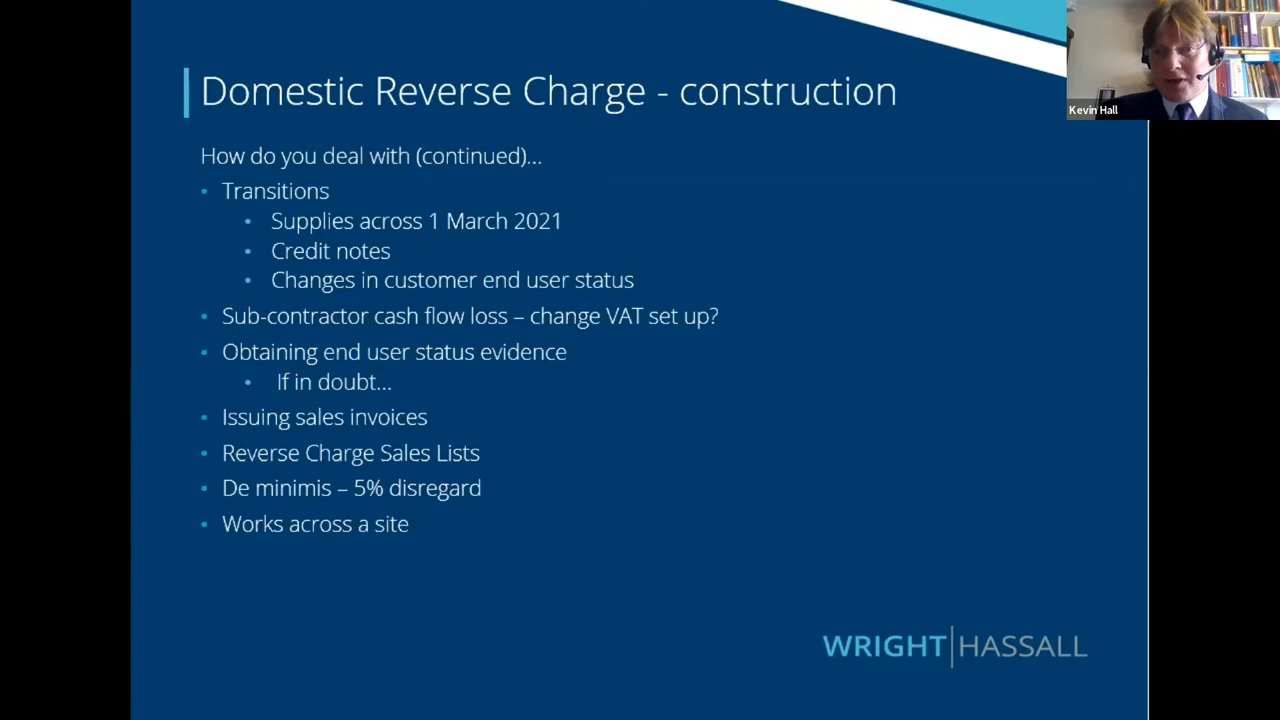 Domestic Reverse Charge - construction
Kevin Hall
How do you deal with (continued)...
• Transitions
• Supplies across 1 March 2021
• Credit notes
• Changes in customer end user status
• Sub-contractor cash flow loss – change VAT set up?
• Obtaining end user status evidence
• If in doubt...
• Issuing sales invoices
• Reverse Charge Sales Lists
• De minimis – 5% disregard
• Works across a site
WRIGHT|HASSALL